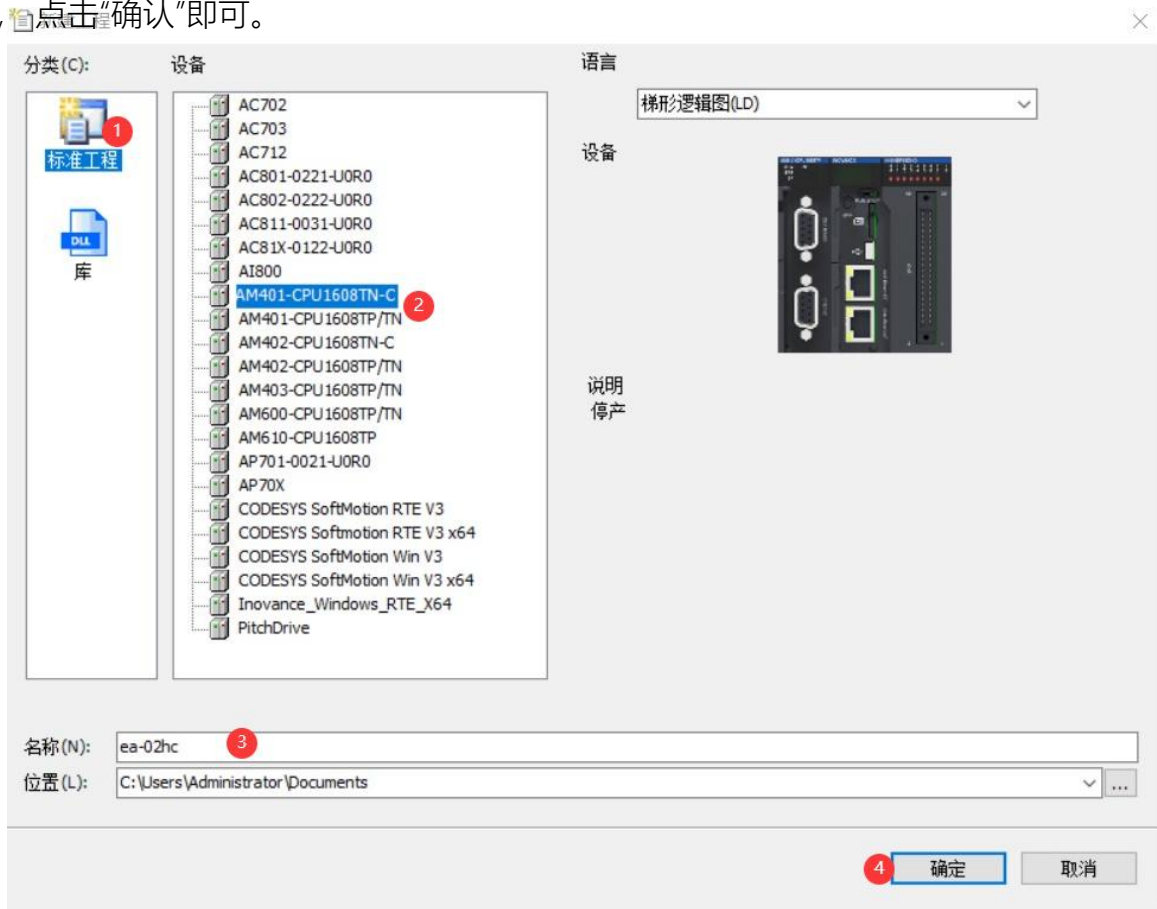 ，点击“确认”即可。
分类(C):
设备
语言
标准工程
1
库
DLL
AC702
AC703
AC712
AC801-0221-U0R0
AC802-0222-U0R0
AC811-0031-U0R0
AC81X-0122-U0R0
AI800
AM401-CPU1608TN-C
2
AM401-CPU1608TP/TN
AM402-CPU1608TN-C
AM402-CPU1608TP/TN
AM403-CPU1608TP/TN
AM600-CPU1608TP/TN
AM610-CPU1608TP
AP701-0021-U0R0
AP70X
CODESYS SoftMotion RTE V3
CODESYS Softmotion RTE V3 x64
CODESYS SoftMotion Win V3
CODESYS SoftMotion Win V3 x64
Inovance_Windows_RTE_X64
PitchDrive
梯形逻辑图(LD)
设备
说明
停产
名称(N):
ea-02hc
3
位置(L):
C:\Users\Administrator\Documents
...
4
确定
取消